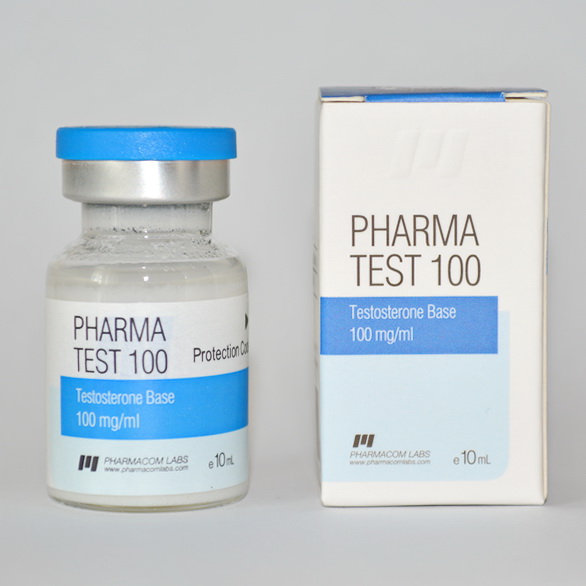 PHARMA
TEST 100
Protection
Testosterone Base
100 mg/ml
PHARMACOM LABS
www.pharmacomlabs.com
e 10 mL
PHARMA
TEST 100
Testosterone Base
100 mg/ml
PHARMACOM LABS
www.pharmacomlabs.com
e 10 mL